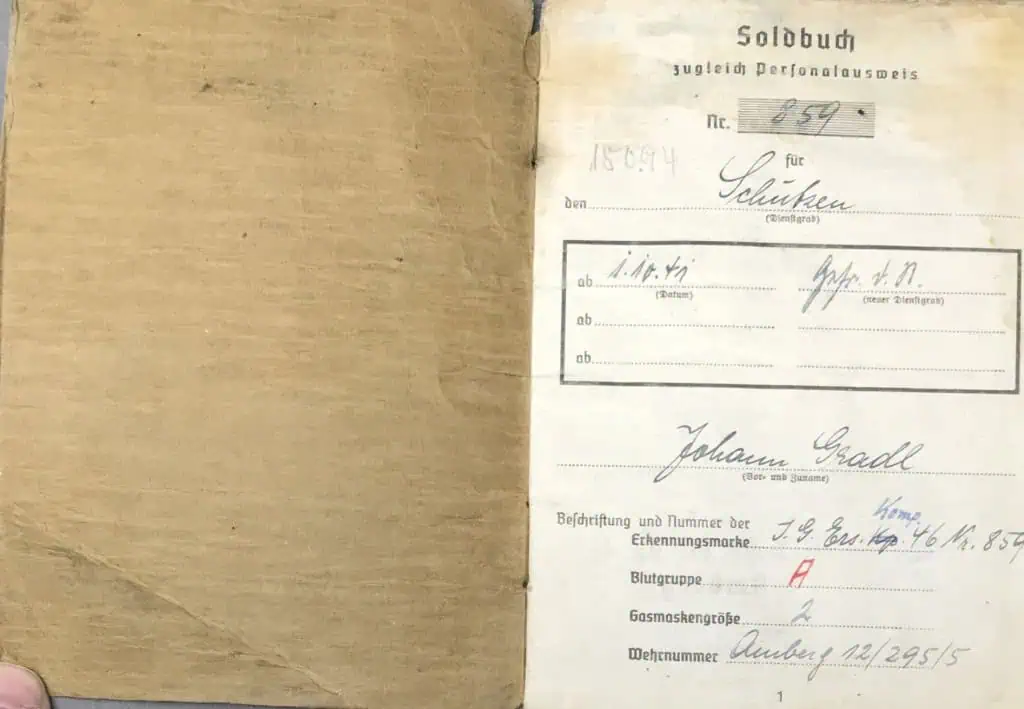 Soldbuch
zugleich Personalausweis
Nr. 859
für
den Schützen
(Dienstgrad)
ab 1.10.41 Gefr. d. R.
(Datum) (neuer Dienstgrad)
ab
ab
Johann Gradl
(Vor- und Zuname)
Komp.
Beschriftung und Nummer der
Erkennungsmarke J. G. Ers. Kp. 46 Nr. 859
Blutgruppe A
Gasmaskengröße 2
Wehrnummer Amberg 12/295/5
1